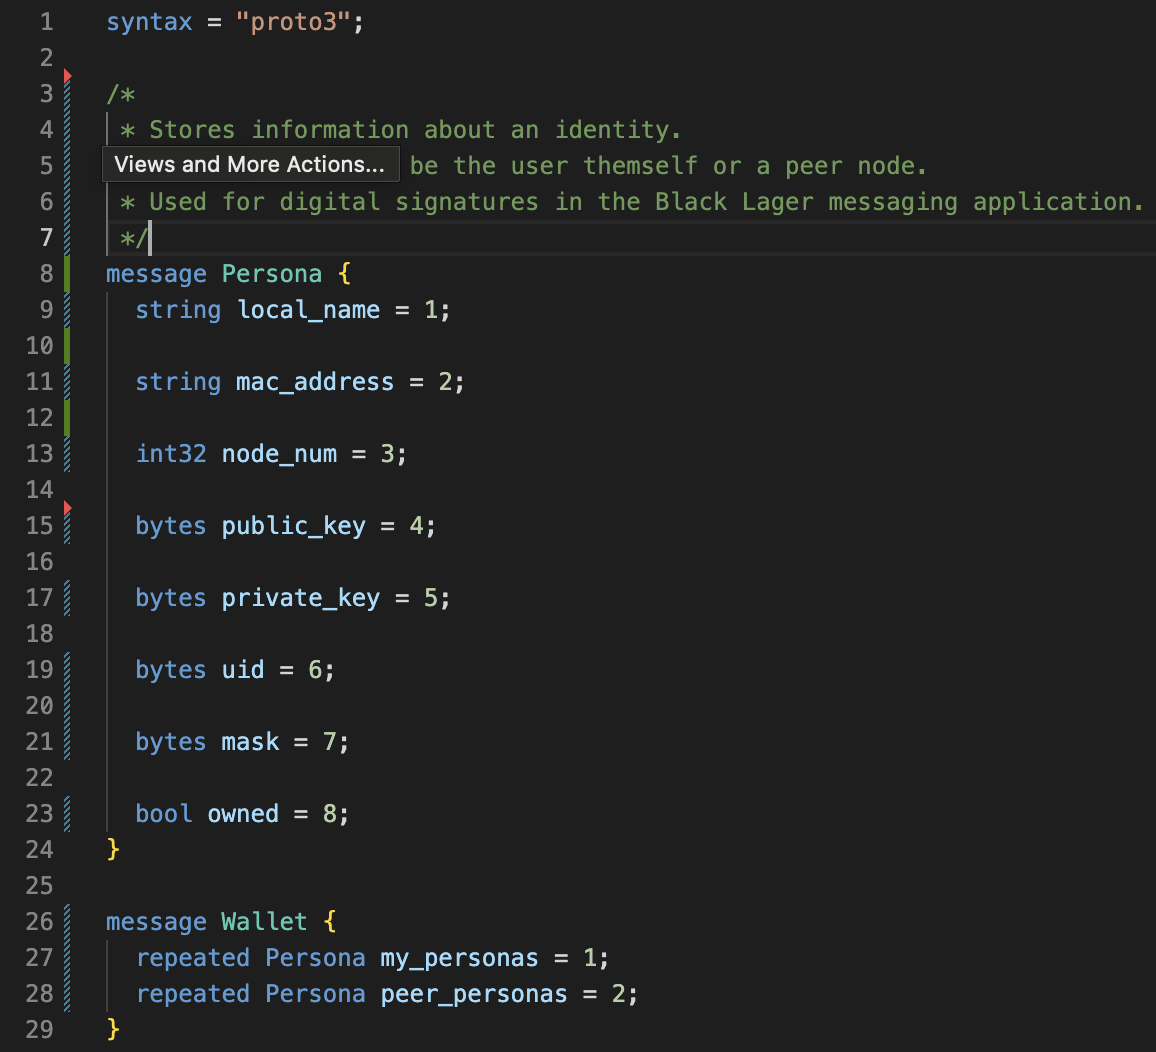 1 syntax = "proto3";
2
3 /*
4 * Stores information about an identity.
5 Views and More Actions... be the user themself or a peer node.
6 * Used for digital signatures in the Black Lager messaging application.
7 */
8 message Persona {
9 string local_name = 1;
10
11 string mac_address = 2;
12
13 int32 node_num = 3;
14
15 bytes public_key = 4;
16
17 bytes private_key = 5;
18
19 bytes uid = 6;
20
21 bytes mask = 7;
22
23 bool owned = 8;
24 }
25
26 message Wallet {
27 repeated Persona my_personas = 1;
28 repeated Persona peer_personas = 2;
29 }